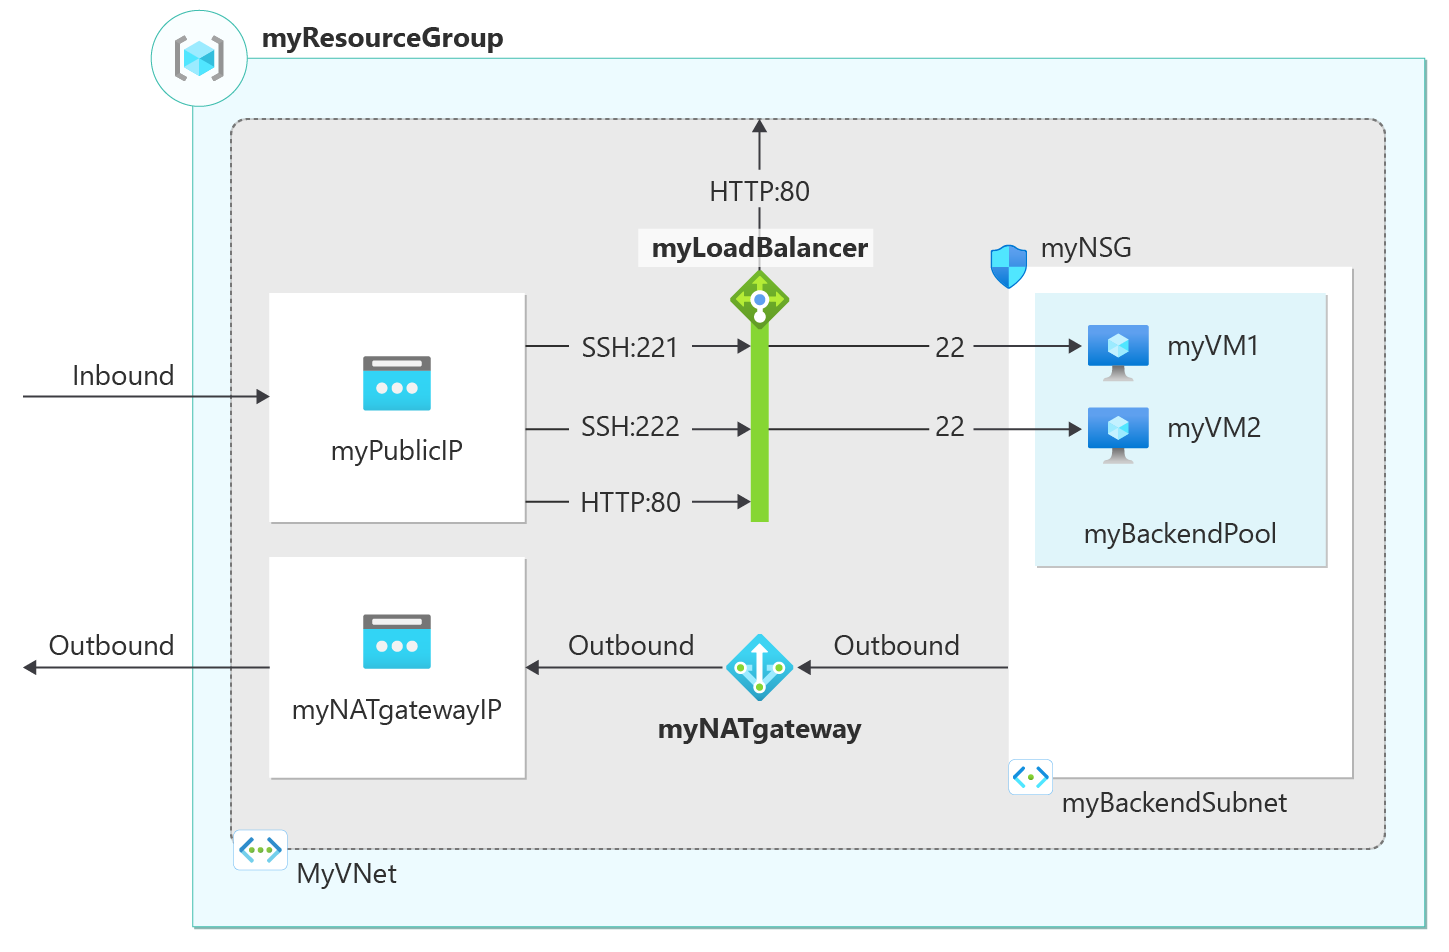 myResourceGroup
HTTP:80
myLoadBalancer
myNSG
SSH:221
22
myVM1
Inbound
myPublicIP
SSH:222
22
myVM2
HTTP:80
myBackendPool
Outbound
Outbound
Outbound
myNATgatewayIP
myNATgateway
myBackendSubnet
MyVNet